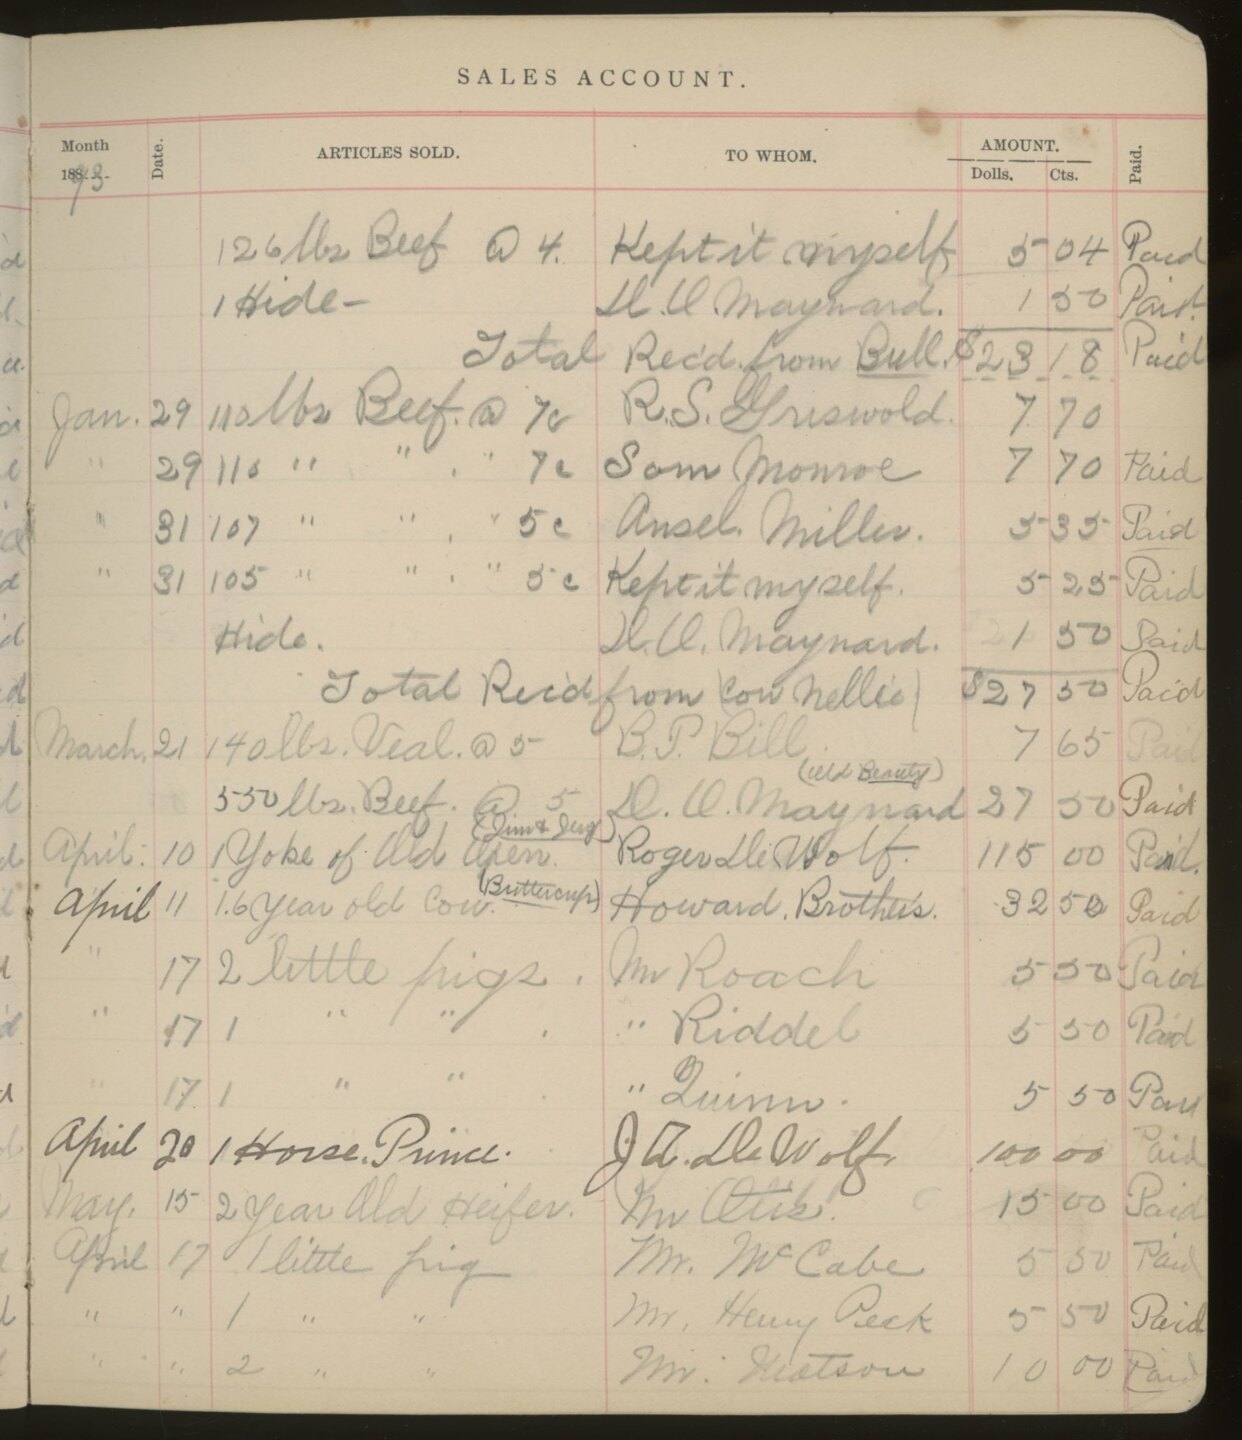 SALES ACCOUNT.
Month 188 93 Date. ARTICLES SOLD. TO WHOM. AMOUNT. Dolls. Cts. Paid.
126 lbs Beef @ 4. Kept it myself 5 04 Paid
1 Hide - D. O. Maynard. 1 50 Paid.
Total Rec'd. from Bull. $23 18 Paid
Jan. 29 110 lbs Beef. @ 7c R. S. Griswold. 7 70
" 29 110 " " " 7c Sam Monroe 7 70 Paid
" 31 107 " " " 5c Ansel. Miller. 5 35 Paid
" 31 105 " " " 5c Kept it myself. 5 25 Paid
Hide. D. O. Maynard. 1 50 Paid
Total Rec'd from (cow Nellie) $27 50 Paid
March. 21 140 lbs. Veal. @ 5 B. P. Bill 7 65 Paid
(old Beauty)
550 lbs. Beef. @ 5 D. O. Maynard 27 50 Paid
(Jim & Jerry)
April. 10 1 Yoke of Old Oxen. Roger De Wolf. 115 00 Paid.
(Buttercup)
April 11 1. 6 year old Cow. Howard. Brothers. 32 50 Paid
" 17 2 little pigs. Mr Roach 5 50 Paid
" 17 1 " " " Riddel 5 50 Paid
" 17 1 " " " Quinn. 5 50 Paid
April 20 1 Horse. Prince. J. A. De Wolf. 100 00 Paid
May. 15 2 year Old Heifer. Mr Otis. 15 00 Paid
April 17 1 little pig Mr. McCabe 5 50 Paid
" " 1 " " Mr. Henry Peck 5 50 Paid
" " 2 " " Mr. Watson 10 00 Paid